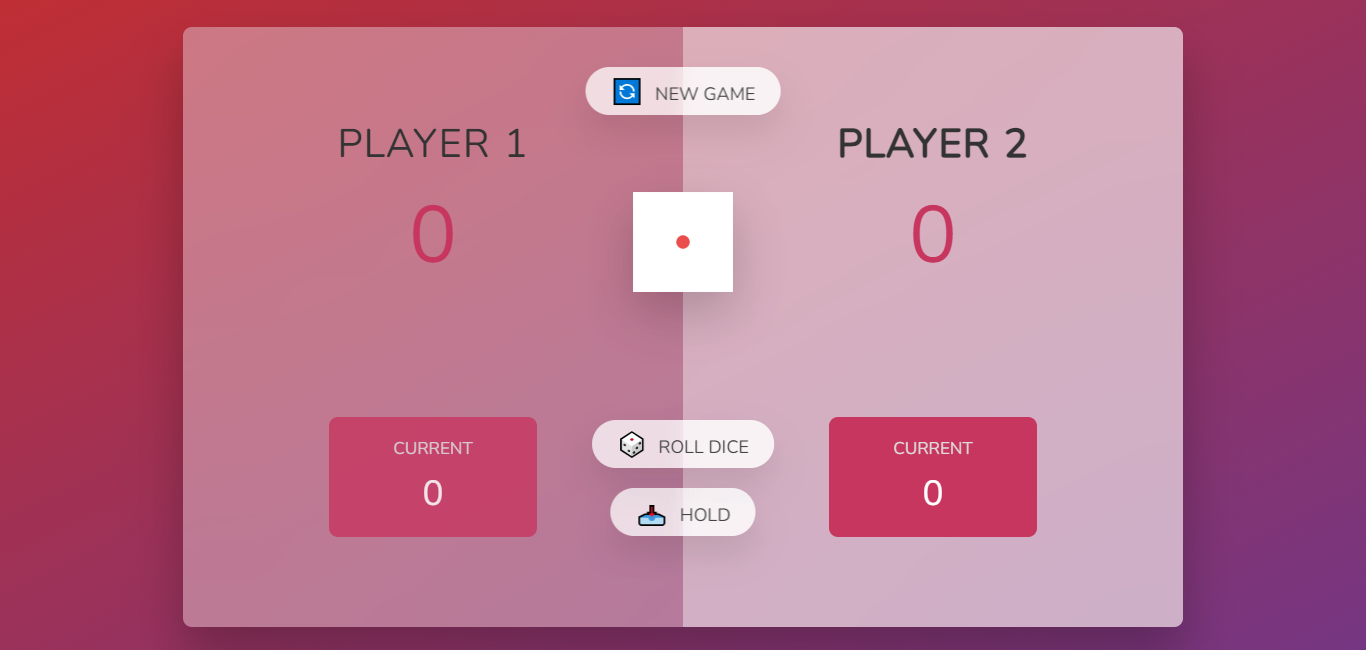 NEW GAME
PLAYER 1
0
PLAYER 2
0
CURRENT
0
ROLL DICE
HOLD
CURRENT
0